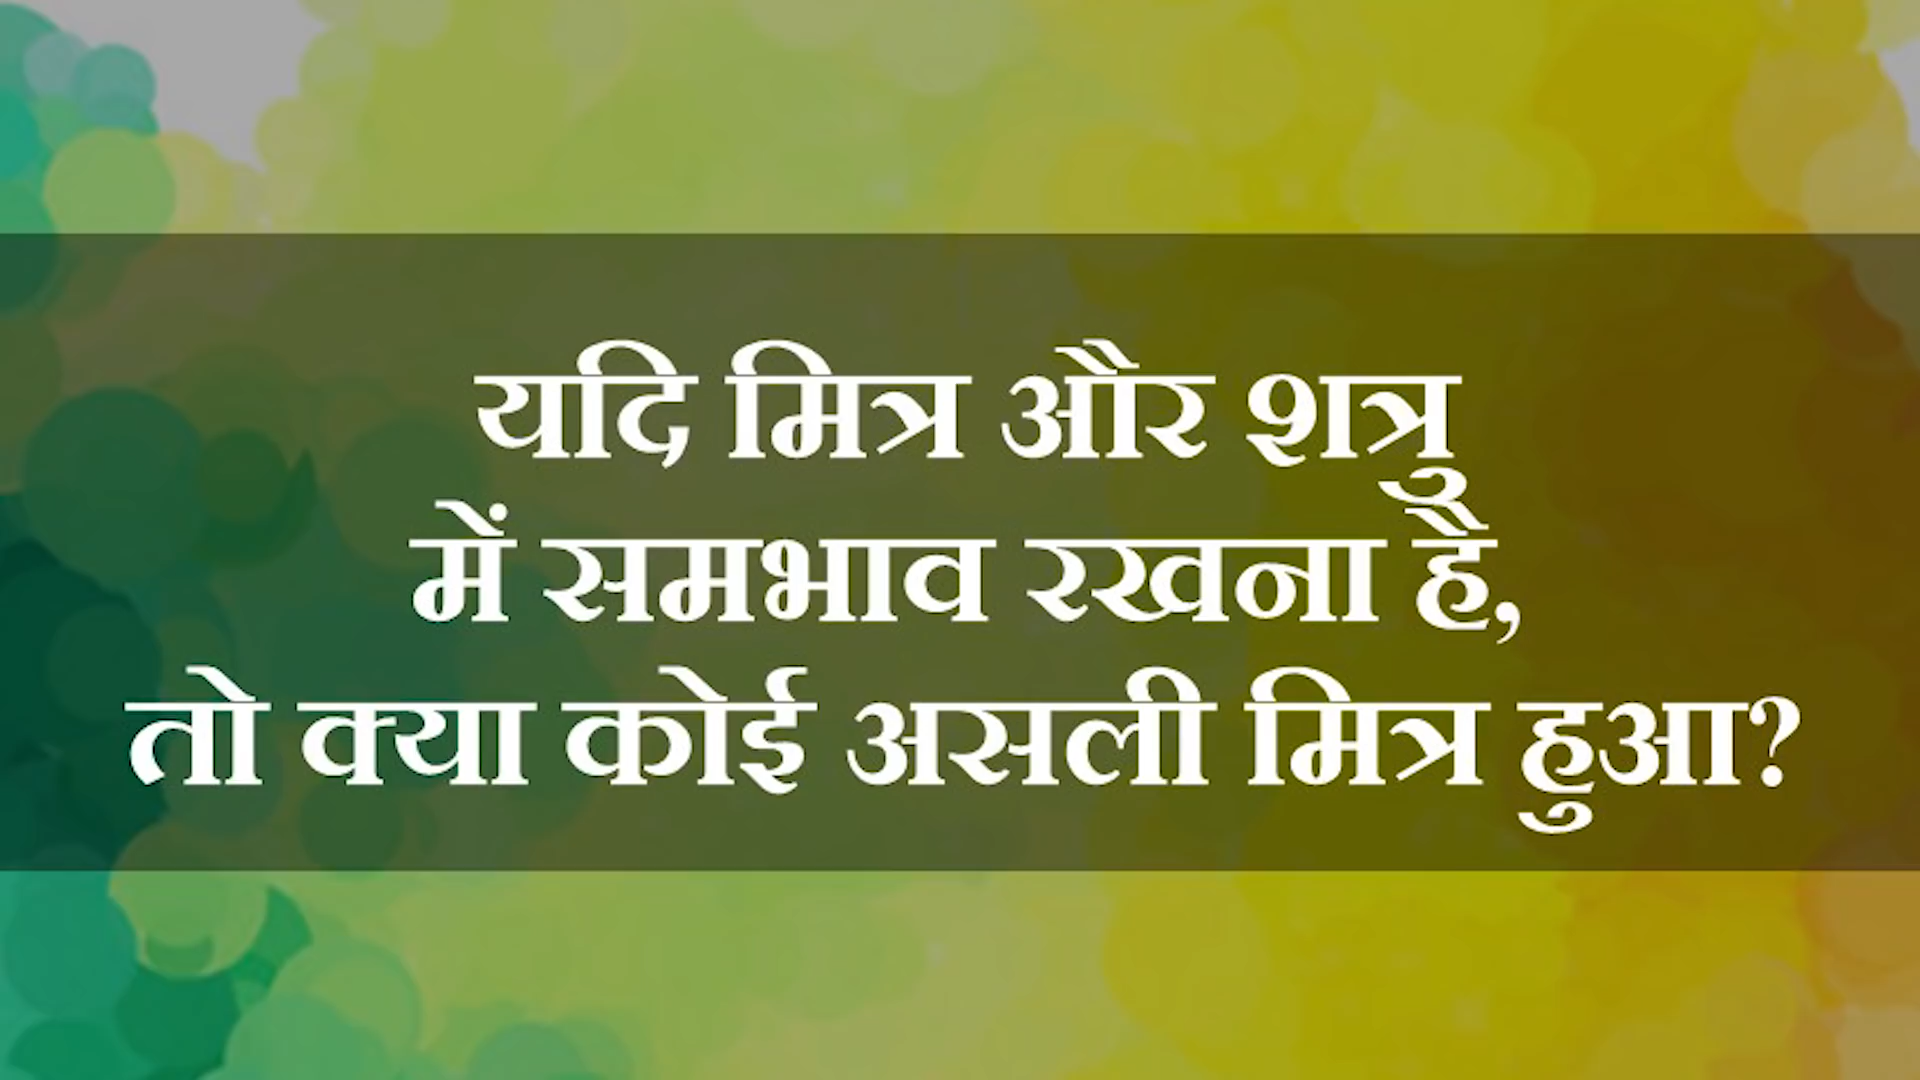 यदि मित्र और शत्रु
में समभाव रखना है,
तो क्या कोई असली मित्र हुआ?